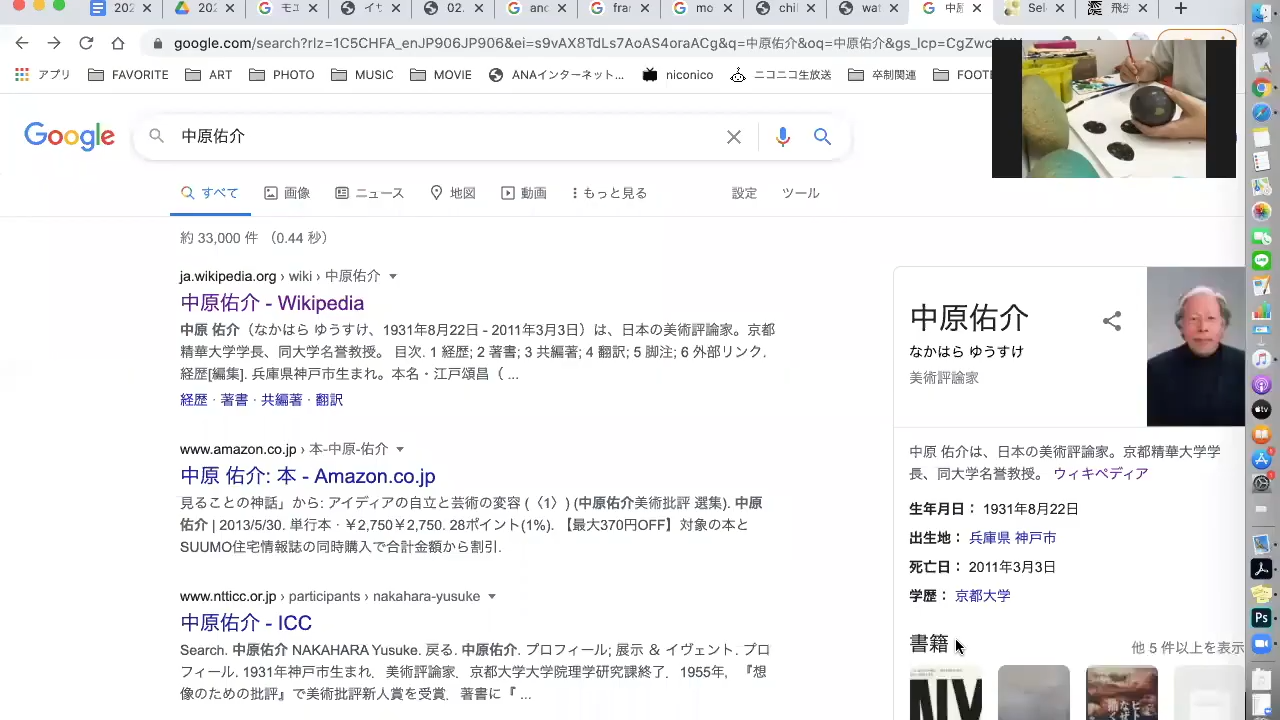 202
202
モユ
イセ
02.
anc
frar
mo
chi
wat
中原
Sel
飛生
google.com/search?rlz=1C5CHFA_enJP906JP906&ei=s9vAX8TdLs7AoAS4oraACg&q=中原佑介&oq=中原佑介&gs_lcp=CgZwc
アプリ FAVORITE ART PHOTO MUSIC MOVIE ANAインターネット... niconico ニコニコ生放送 卒制関連 FOOT
Google
中原佑介
すべて 画像 ニュース 地図 動画 もっと見る 設定 ツール
約 33,000 件 （0.44 秒）
ja.wikipedia.org › wiki › 中原佑介
中原佑介 - Wikipedia
中原 佑介（なかはら ゆうすけ、1931年8月22日 - 2011年3月3日）は、日本の美術評論家。京都
精華大学学長、同大学名誉教授。 目次. 1 経歴; 2 著書; 3 共編著; 4 翻訳; 5 脚注; 6 外部リンク.
経歴[編集]. 兵庫県神戸市生まれ。本名・江戸頌昌（ ...
経歴 · 著書 · 共編著 · 翻訳
www.amazon.co.jp › 本-中原-佑介
中原 佑介: 本 - Amazon.co.jp
見ることの神話」から: アイディアの自立と芸術の変容 (〈1〉) (中原佑介美術批評 選集). 中原
佑介 | 2013/5/30. 単行本 · ￥2,750￥2,750. 28ポイント(1%). 【最大370円OFF】対象の本と
SUUMO住宅情報誌の同時購入で合計金額から割引.
www.ntticc.or.jp › participants › nakahara-yusuke
中原佑介 - ICC
Search. 中原佑介 NAKAHARA Yusuke. 戻る. 中原佑介. プロフィール; 展示 ＆ イヴェント. プロ
フィール. 1931年神戸市生まれ．美術評論家．京都大学大学院理学研究課終了．1955年，『想
像のための批評』で美術批評新人賞を受賞．著書に『 ...
中原佑介
なかはら ゆうすけ
美術評論家
中原 佑介は、日本の美術評論家。京都精華大学学
長、同大学名誉教授。 ウィキペディア
生年月日： 1931年8月22日
出生地： 兵庫県 神戸市
死亡日： 2011年3月3日
学歴： 京都大学
書籍
他 5 件以上を表示
NY
LINE
tv
Ps